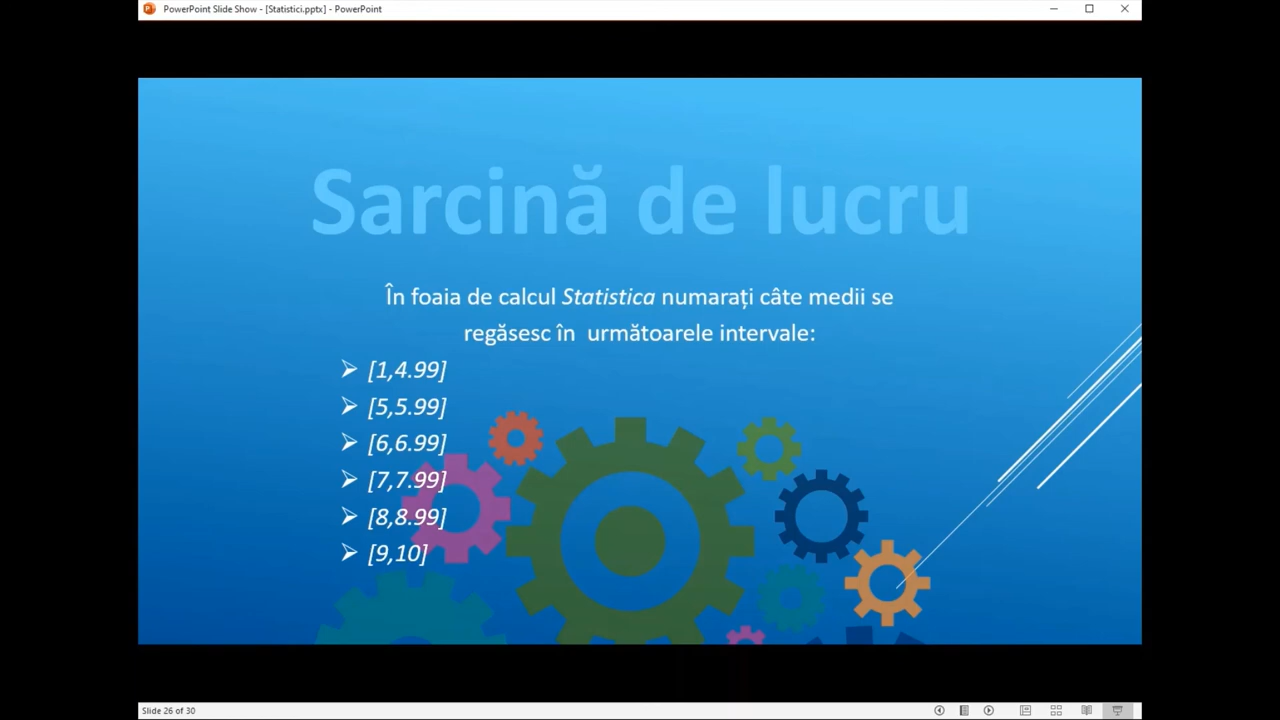 PowerPoint Slide Show - [Statistici.pptx] - PowerPoint
Sarcină de lucru
În foaia de calcul Statistica numarați câte medii se
regăsesc în următoarele intervale:
[1,4.99]
[5,5.99]
[6,6.99]
[7,7.99]
[8,8.99]
[9,10]
Slide 26 of 30